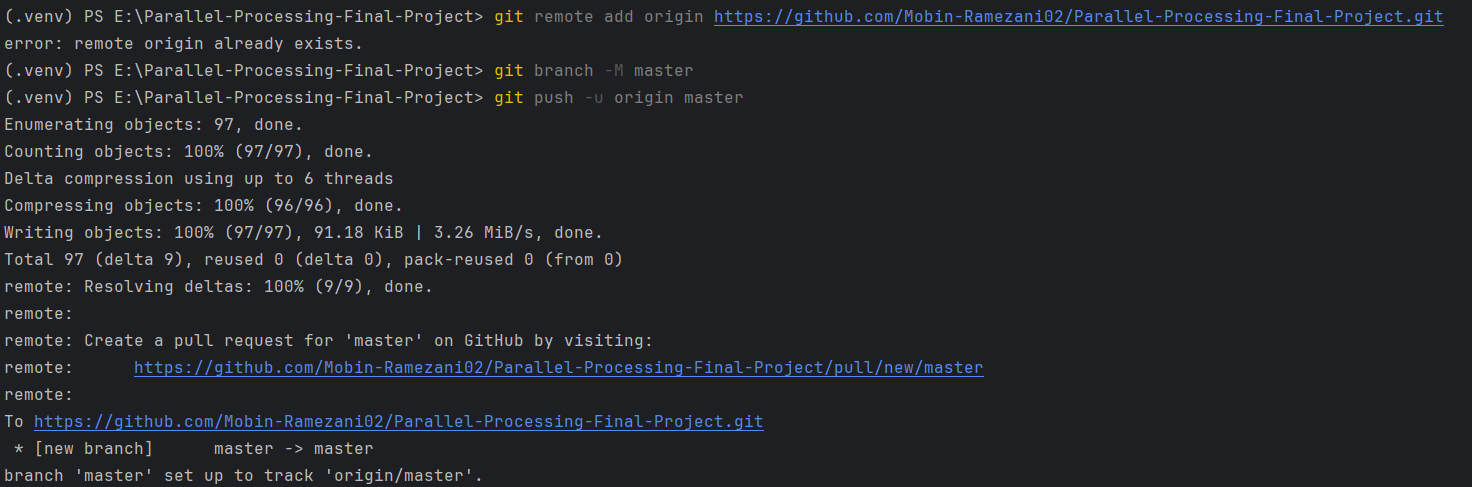 (.venv) PS E:\Parallel-Processing-Final-Project> git remote add origin https://github.com/Mobin-Ramezani02/Parallel-Processing-Final-Project.git
error: remote origin already exists.
(.venv) PS E:\Parallel-Processing-Final-Project> git branch -M master
(.venv) PS E:\Parallel-Processing-Final-Project> git push -u origin master
Enumerating objects: 97, done.
Counting objects: 100% (97/97), done.
Delta compression using up to 6 threads
Compressing objects: 100% (96/96), done.
Writing objects: 100% (97/97), 91.18 KiB | 3.26 MiB/s, done.
Total 97 (delta 9), reused 0 (delta 0), pack-reused 0 (from 0)
remote: Resolving deltas: 100% (9/9), done.
remote:
remote: Create a pull request for 'master' on GitHub by visiting:
remote:      https://github.com/Mobin-Ramezani02/Parallel-Processing-Final-Project/pull/new/master
remote:
To https://github.com/Mobin-Ramezani02/Parallel-Processing-Final-Project.git
 * [new branch]      master -> master
branch 'master' set up to track 'origin/master'.